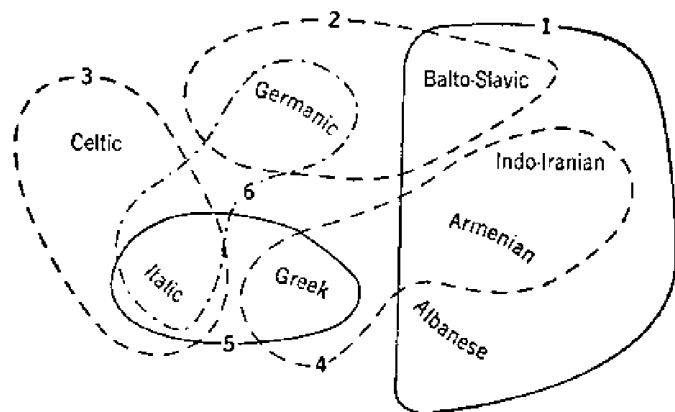 2
1
3
Germanic
Balto-Slavic
Celtic
Indo-Iranian
6
Armenian
Italic
Greek
Albanese
5
4